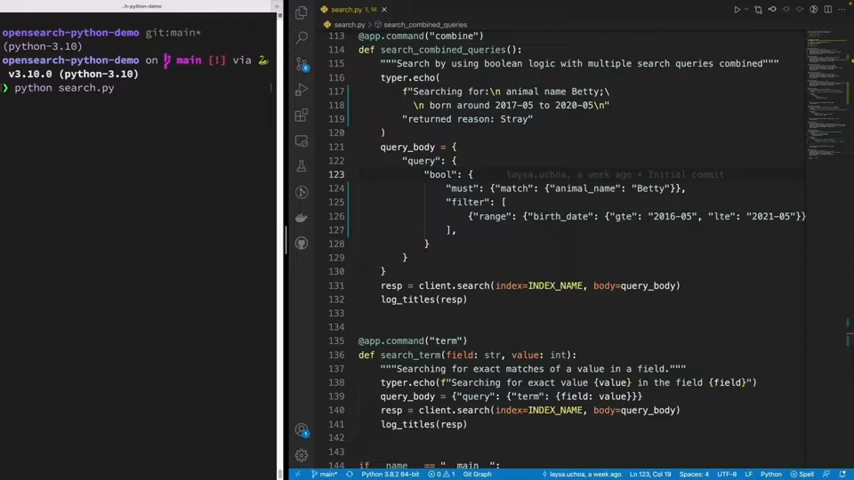 ..h-python-demo
opensearch-python-demo git:main*
(python-3.10)
opensearch-python-demo on main [!] via
v3.10.0 (python-3.10)
❯ python search.py
search.py 1, M
search.py > search_combined_queries
113 @app.command("combine")
114 def search_combined_queries():
115 """Search by using boolean logic with multiple search queries combined"""
116 typer.echo(
117 f"Searching for:\n animal name Betty;\
118 \n born around 2017-05 to 2020-05\n"
119 "returned reason: Stray"
120 )
121 query_body = {
122 "query": {
123 "bool": { laysa.uchoa, a week ago • Initial commit
124 "must": {"match": {"animal_name": "Betty"}},
125 "filter": [
126 {"range": {"birth_date": {"gte": "2016-05", "lte": "2021-05"}}
127 ],
128 }
129 }
130 }
131 resp = client.search(index=INDEX_NAME, body=query_body)
132 log_titles(resp)
133
134
135 @app.command("term")
136 def search_term(field: str, value: int):
137 """Searching for exact matches of a value in a field."""
138 typer.echo(f"Searching for exact value {value} in the field {field}")
139 query_body = {"query": {"term": {field: value}}}
140 resp = client.search(index=INDEX_NAME, body=query_body)
141 log_titles(resp)
142
143
144 if __name__ == "__main__":
main* Python 3.8.2 64-bit 0 1 Git Graph laysa.uchoa, a week ago Ln 123, Col 19 Spaces: 4 UTF-8 LF Python Spell